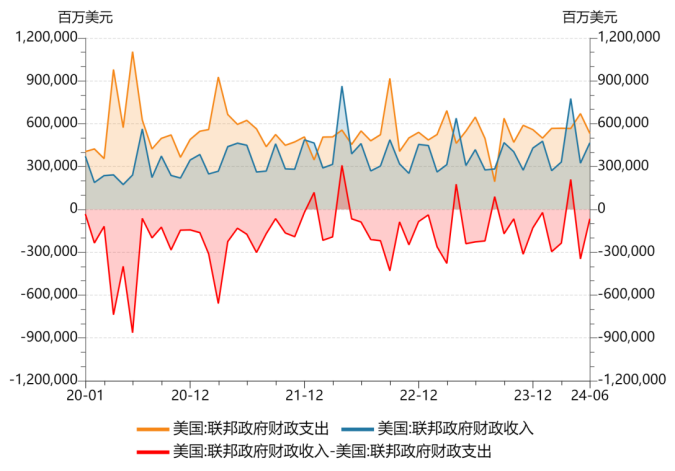 百万美元 百万美元
1,200,000 1,200,000
900,000 900,000
600,000 600,000
300,000 300,000
0 0
-300,000 -300,000
-600,000 -600,000
-900,000 -900,000
-1,200,000 -1,200,000
20-01 20-12 21-12 22-12 23-12 24-06
美国:联邦政府财政支出 美国:联邦政府财政收入
美国:联邦政府财政收入-美国:联邦政府财政支出